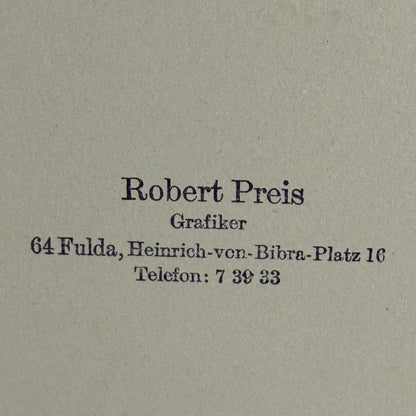 Robert Preis
Grafiker
64 Fulda, Heinrich-von-Bibra-Platz 16
Telefon: 7 39 33